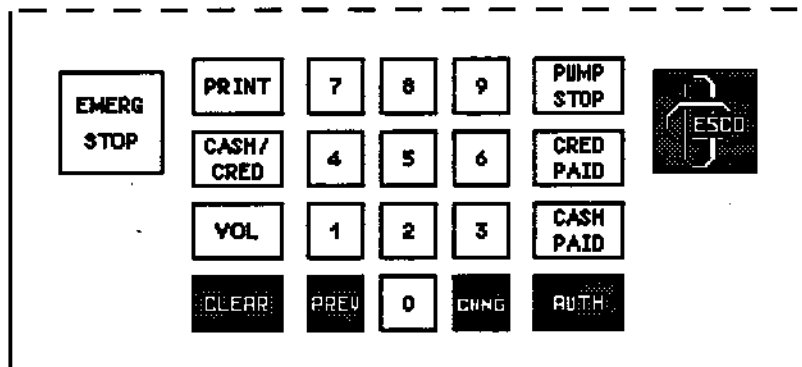 EMERG
STOP
PRINT
7
8
9
PUMP
STOP
ESCO
CASH/
CRED
4
5
6
CRED
PAID
VOL
1
2
3
CASH
PAID
CLEAR
PREV
0
CHNG
AUTH